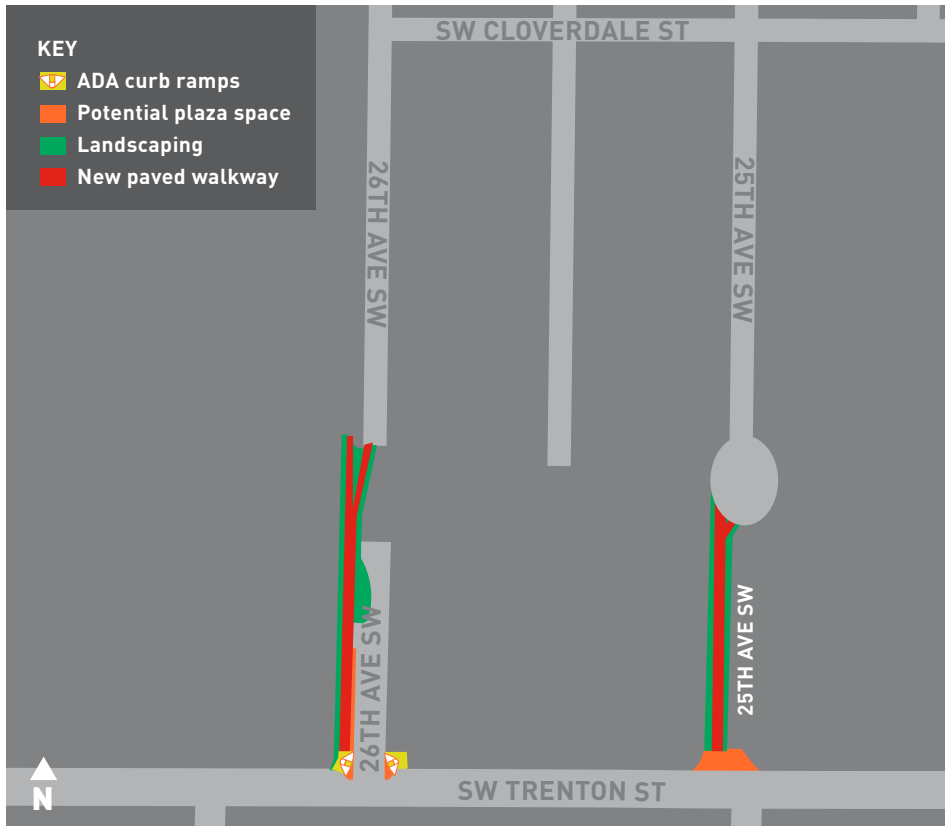 SW CLOVERDALE ST
KEY
ADA curb ramps
Potential plaza space
Landscaping
New paved walkway
26TH AVE SW
25TH AVE SW
26TH AVE SW
25TH AVE SW
N
SW TRENTON ST